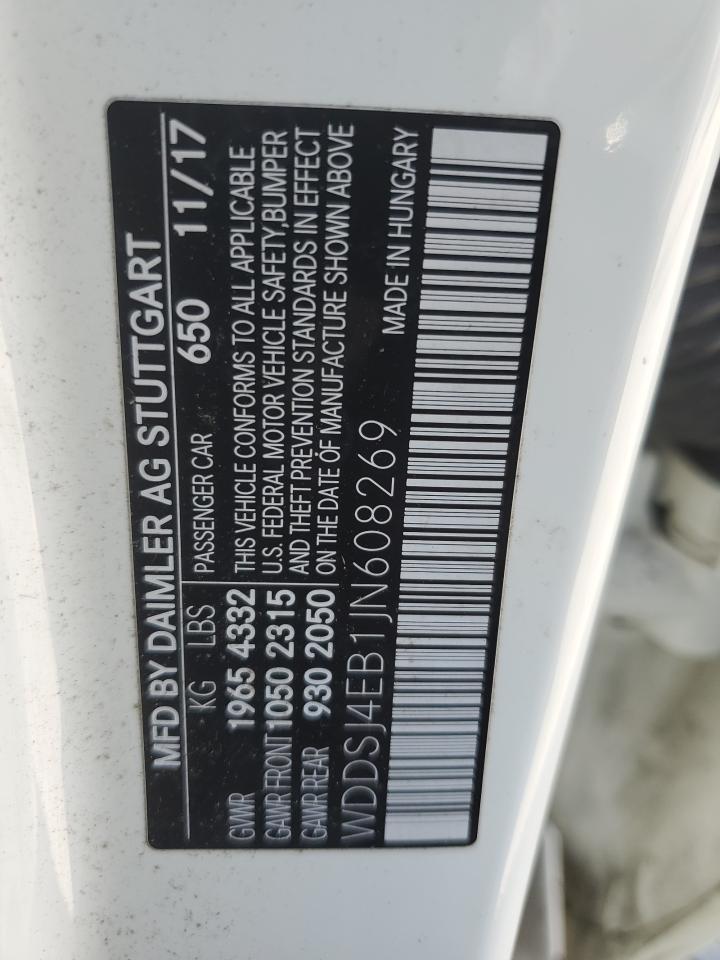 MFD BY DAIMLER AG STUTTGART
KG LBS PASSENGER CAR 650 11/17
GVWR 1965 4332 THIS VEHICLE CONFORMS TO ALL APPLICABLE
GAWR FRONT 1050 2315 U.S. FEDERAL MOTOR VEHICLE SAFETY,BUMPER
GAWR REAR 930 2050 AND THEFT PREVENTION STANDARDS IN EFFECT
ON THE DATE OF MANUFACTURE SHOWN ABOVE
WDDSJ4EB1JN608269 MADE IN HUNGARY